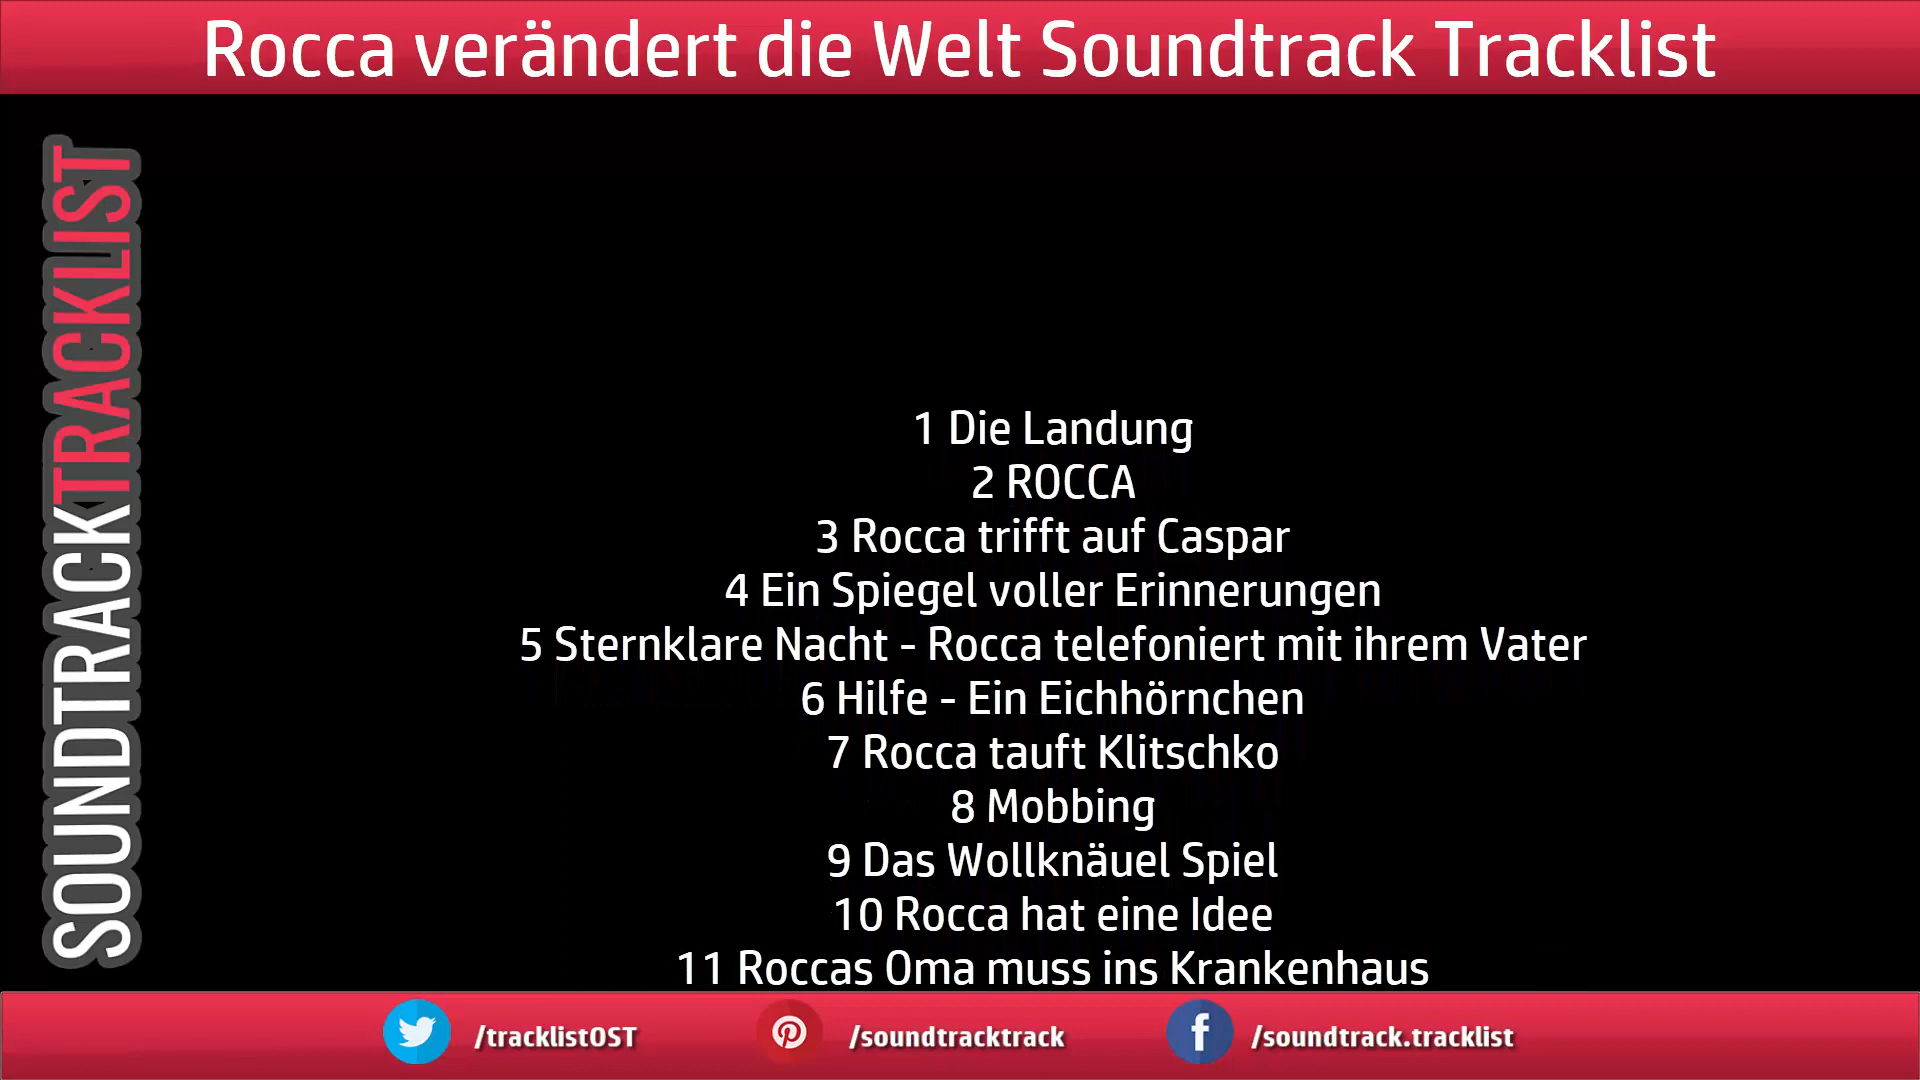 Rocca verändert die Welt Soundtrack Tracklist
SOUNDTRACKTRACKLIST
1 Die Landung
2 ROCCA
3 Rocca trifft auf Caspar
4 Ein Spiegel voller Erinnerungen
5 Sternklare Nacht - Rocca telefoniert mit ihrem Vater
6 Hilfe - Ein Eichhörnchen
7 Rocca tauft Klitschko
8 Mobbing
9 Das Wollknäuel Spiel
10 Rocca hat eine Idee
11 Roccas Oma muss ins Krankenhaus
/tracklistOST /soundtracktrack /soundtrack.tracklist